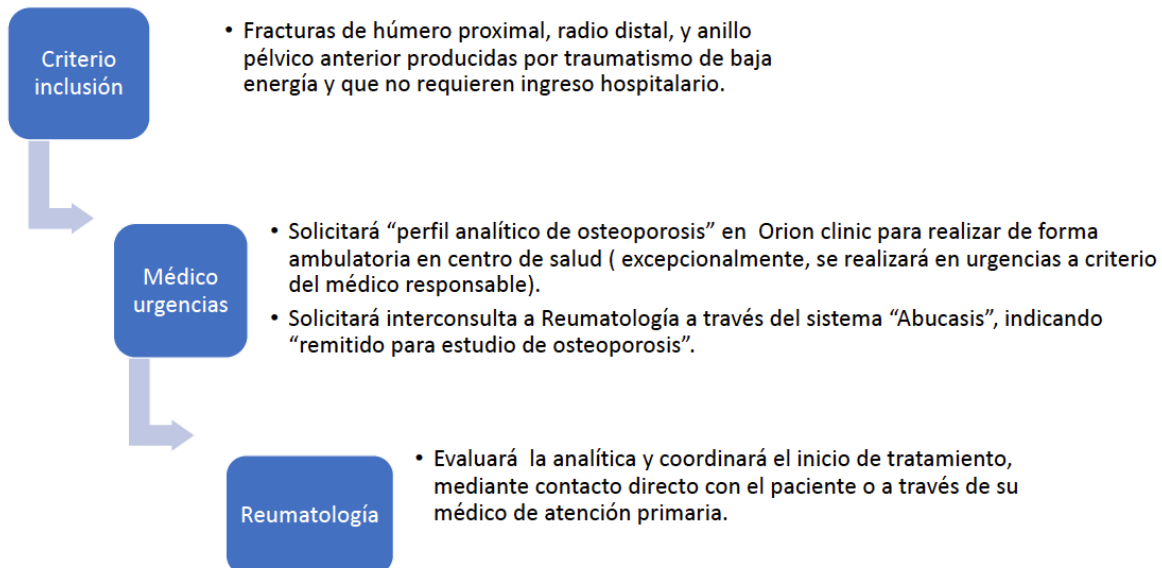 Criterio
inclusión
• Fracturas de húmero proximal, radio distal, y anillo
pélvico anterior producidas por traumatismo de baja
energía y que no requieren ingreso hospitalario.
Médico
urgencias
• Solicitará “perfil analítico de osteoporosis” en Orion clinic para realizar de forma
ambulatoria en centro de salud ( excepcionalmente, se realizará en urgencias a criterio
del médico responsable).
• Solicitará interconsulta a Reumatología a través del sistema “Abucasis”, indicando
“remitido para estudio de osteoporosis”.
Reumatología
• Evaluará la analítica y coordinará el inicio de tratamiento,
mediante contacto directo con el paciente o a través de su
médico de atención primaria.